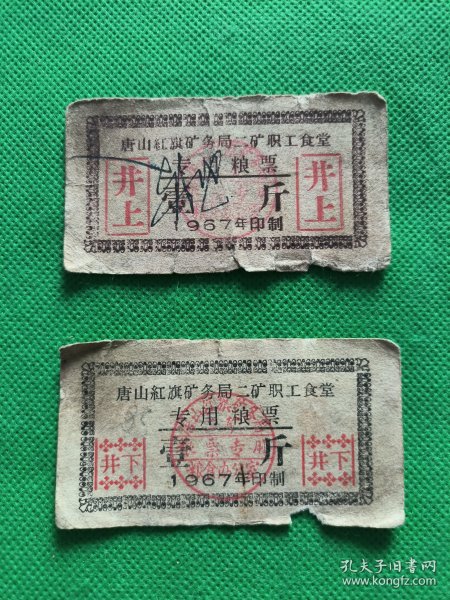 唐山紅旗矿务局二矿职工食堂
专用粮票
井上 壹斤 井上
1967年印制
唐山紅旗矿务局二矿职工食堂
专用粮票
井下 壹斤 井下
1967年印制
孔夫子旧书网
www.kongfz.com